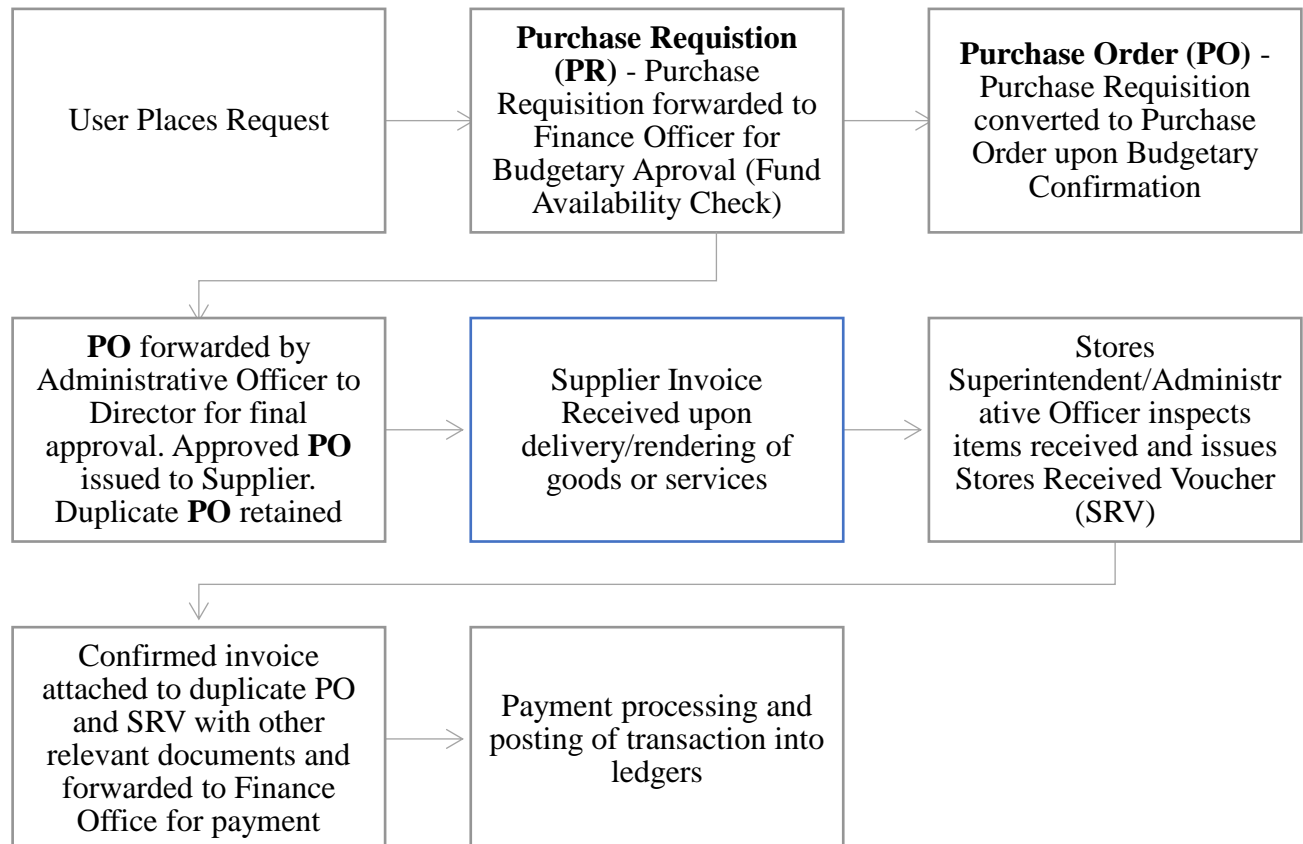 User Places Request
Purchase Requistion
(PR) - Purchase
Requisition forwarded to
Finance Officer for
Budgetary Aproval (Fund
Availability Check)
Purchase Order (PO) -
Purchase Requisition
converted to Purchase
Order upon Budgetary
Confirmation
PO forwarded by
Administrative Officer to
Director for final
approval. Approved PO
issued to Supplier.
Duplicate PO retained
Supplier Invoice
Received upon
delivery/rendering of
goods or services
Stores
Superintendent/Administr
ative Officer inspects
items received and issues
Stores Received Voucher
(SRV)
Confirmed invoice
attached to duplicate PO
and SRV with other
relevant documents and
forwarded to Finance
Office for payment
Payment processing and
posting of transaction into
ledgers